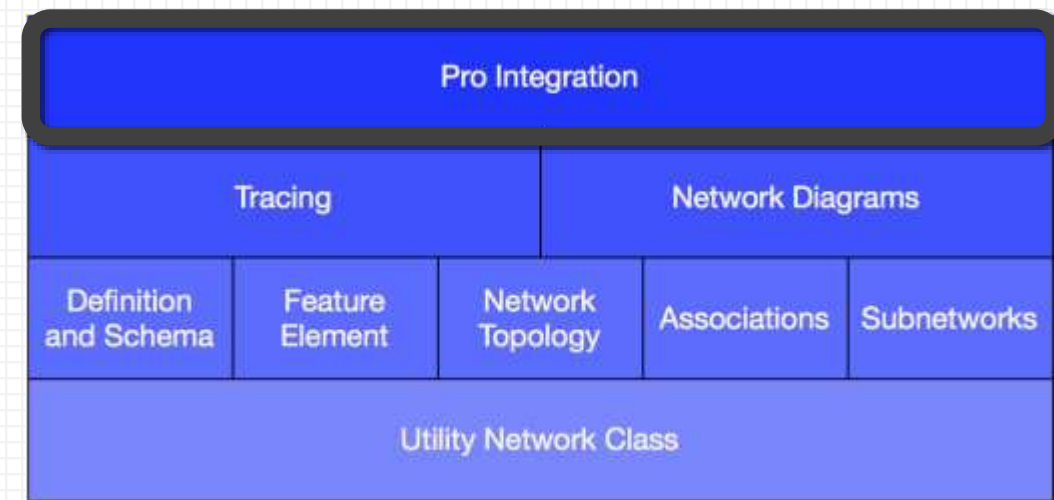 Pro Integration
Tracing
Network Diagrams
Definition
and Schema
Feature
Element
Network
Topology
Associations
Subnetworks
Utility Network Class